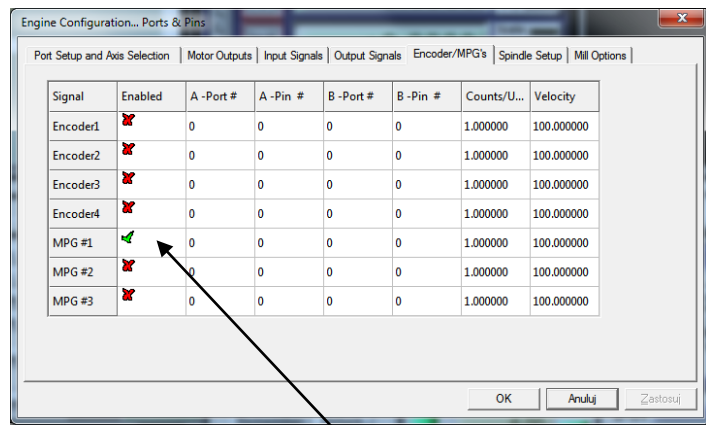 Engine Configuration... Ports & Pins
Port Setup and Axis Selection Motor Outputs Input Signals Output Signals Encoder/MPG's Spindle Setup Mill Options
Signal Enabled A -Port # A -Pin # B -Port # B -Pin # Counts/U... Velocity
Encoder1 0 0 0 0 1.000000 100.000000
Encoder2 0 0 0 0 1.000000 100.000000
Encoder3 0 0 0 0 1.000000 100.000000
Encoder4 0 0 0 0 1.000000 100.000000
MPG #1 0 0 0 0 1.000000 100.000000
MPG #2 0 0 0 0 1.000000 100.000000
MPG #3 0 0 0 0 1.000000 100.000000
OK Anuluj Zastosuj